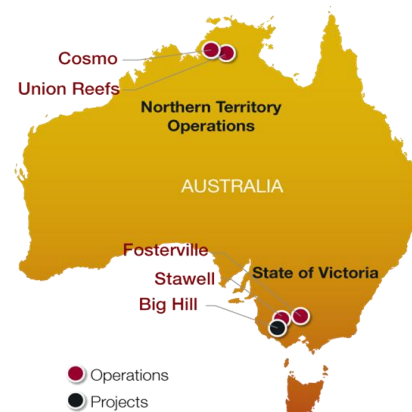 Cosmo
Union Reefs
Northern Territory
Operations
AUSTRALIA
Fosterville
State of Victoria
Stawell
Big Hill
Operations
Projects